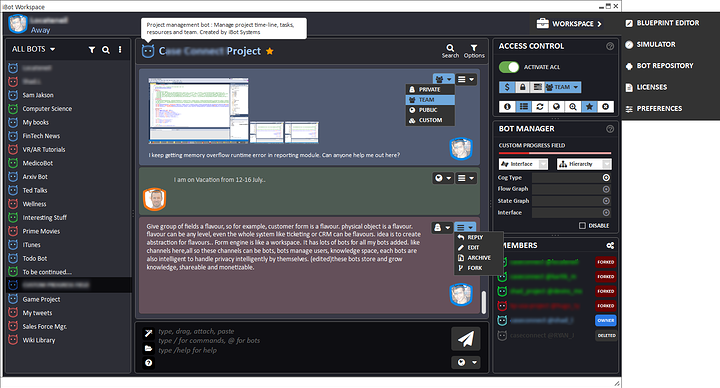 iBot Workspace
Away
Project management bot : Manage project time-line, tasks,
resources and team. Created by iBot Systems
WORKSPACE
BLUEPRINT EDITOR
SIMULATOR
BOT REPOSITORY
LICENSES
PREFERENCES
ALL BOTS
Sam Jakson
Computer Science
My books
FinTech News
VR/AR Tutorials
MedicoBot
Arxiv Bot
Ted Talks
Wellness
Interesting Stuff
Prime Movies
ITunes
Todo Bot
To be continued....
Game Project
My tweets
Sales Force Mgr.
Wiki Library
Case Connect Project
Search
Options
PRIVATE
TEAM
PUBLIC
CUSTOM
I keep getting memory overflow runtime error in reporting module. Can anyone help me out here?
I am on Vacation from 12-16 July..
Give group of fields a flavour, so for example, customer form is a flavour. physical object is a flavour.
flavour can be any level, even the whole system like ticketing or CRM can be flavours. idea is to create
abstraction for flavours.. Form engine is like a workspace. It has lots of bots for all my bots added. like
channels here,all so these channels can be bots, bots manage users, knowledge space, each bots are
also intelligent to handle privacy intelligently by themselves. (edited)these bots store and grow
knowledge, shareable and monetizable.
REPLY
EDIT
ARCHIVE
FORK
type, drag, attach, paste
type / for commands, @ for bots
type /help for help
ACCESS CONTROL
ACTIVATE ACL
TEAM
BOT MANAGER
CUSTOM PROGRESS FIELD
Interface
Hierarchy
Cog Type
Flow Graph
State Graph
Interface
DISABLE
MEMBERS
FORKED
FORKED
FORKED
FORKED
OWNER
DELETED